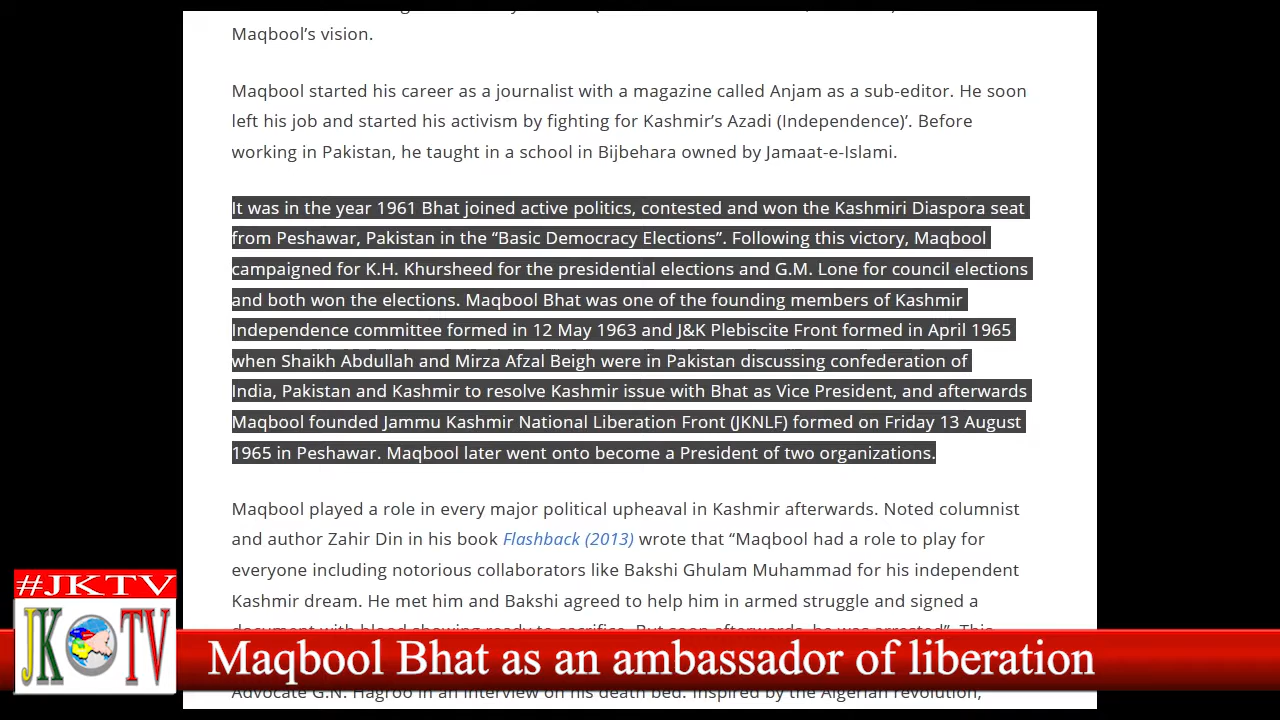 Maqbool's vision.
Maqbool started his career as a journalist with a magazine called Anjam as a sub-editor. He soon
left his job and started his activism by fighting for Kashmir's Azadi (Independence)'. Before
working in Pakistan, he taught in a school in Bijbehara owned by Jamaat-e-Islami.
It was in the year 1961 Bhat joined active politics, contested and won the Kashmiri Diaspora seat
from Peshawar, Pakistan in the “Basic Democracy Elections”. Following this victory, Maqbool
campaigned for K.H. Khursheed for the presidential elections and G.M. Lone for council elections
and both won the elections. Maqbool Bhat was one of the founding members of Kashmir
Independence committee formed in 12 May 1963 and J&K Plebiscite Front formed in April 1965
when Shaikh Abdullah and Mirza Afzal Beigh were in Pakistan discussing confederation of
India, Pakistan and Kashmir to resolve Kashmir issue with Bhat as Vice President, and afterwards
Maqbool founded Jammu Kashmir National Liberation Front (JKNLF) formed on Friday 13 August
1965 in Peshawar. Maqbool later went onto become a President of two organizations.
Maqbool played a role in every major political upheaval in Kashmir afterwards. Noted columnist
and author Zahir Din in his book Flashback (2013) wrote that “Maqbool had a role to play for
everyone including notorious collaborators like Bakshi Ghulam Muhammad for his independent
Kashmir dream. He met him and Bakshi agreed to help him in armed struggle and signed a
#JKTV
JK TV
Maqbool Bhat as an ambassador of liberation
Advocate G.N. Hagroo in an interview on his death bed. Inspired by the Algerian revolution,